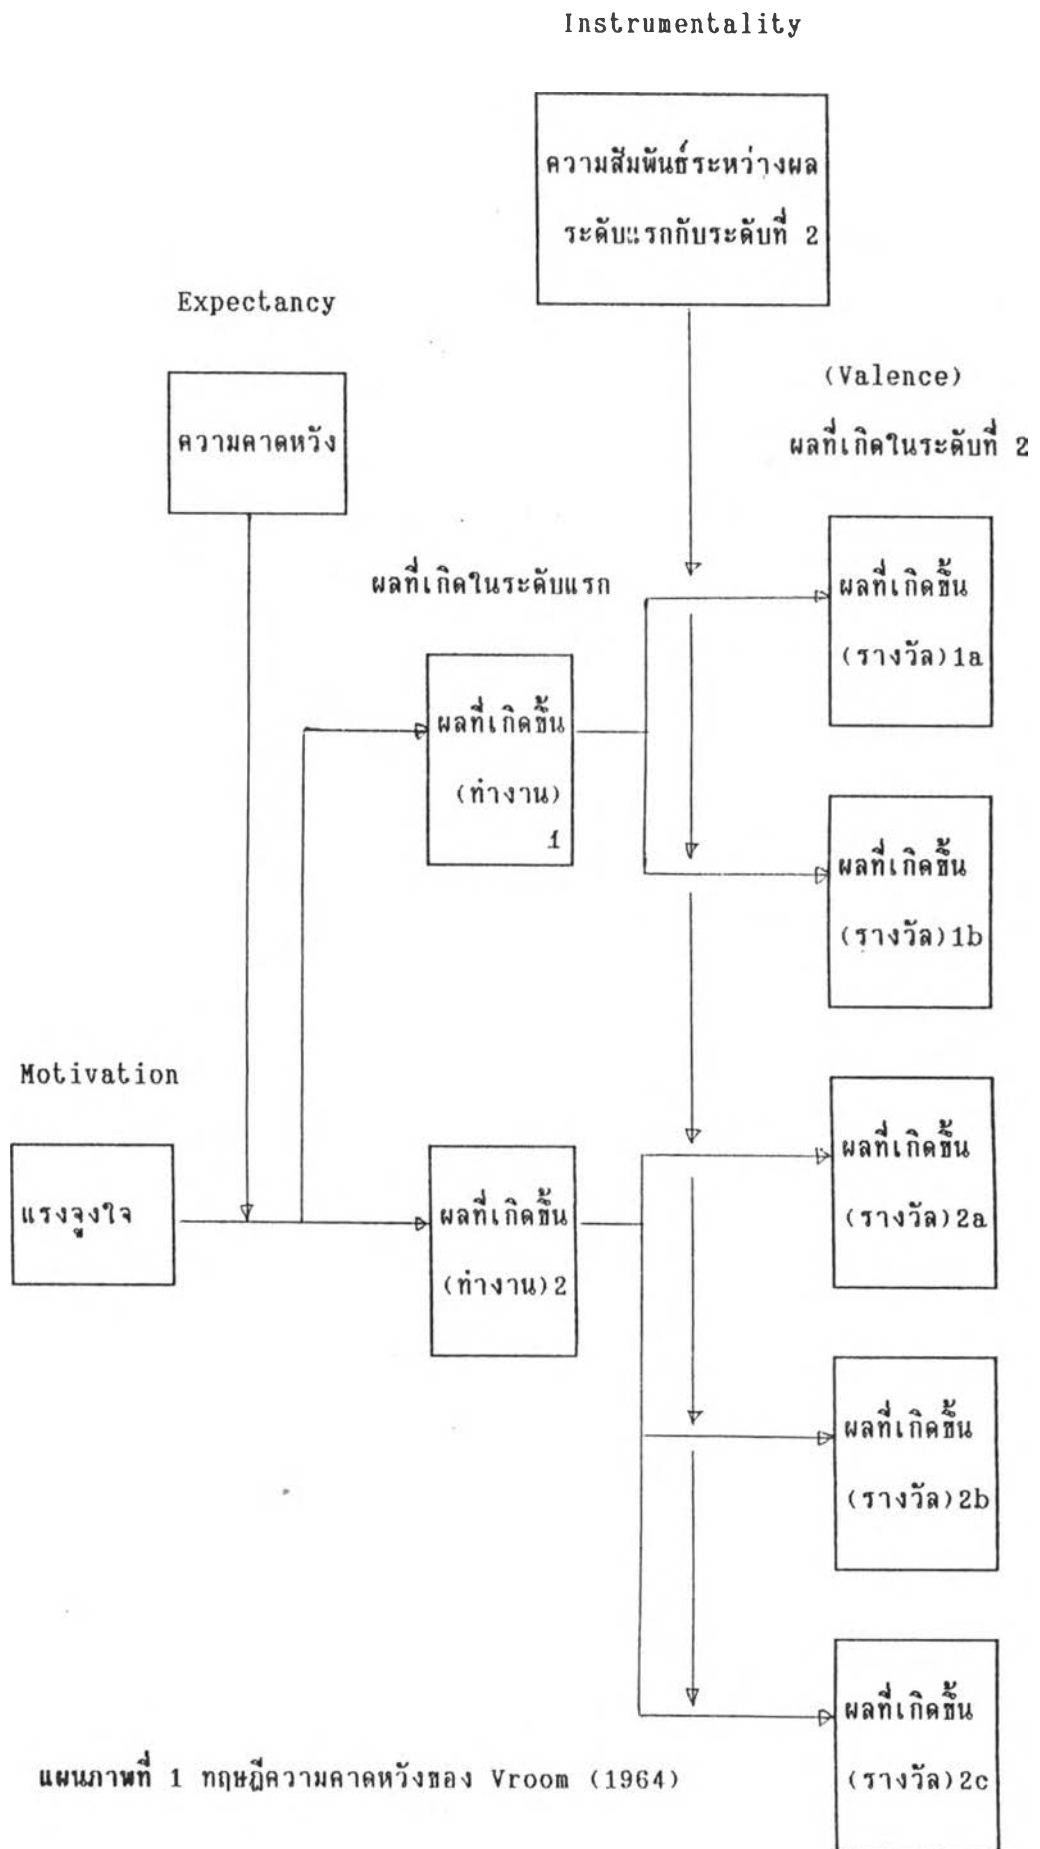 Instrumentality
ความสัมพันธ์ระหว่างผล
ระดับแรกกับระดับที่ 2
Expectancy
ความคาดหวัง
(Valence)
ผลที่เกิดในระดับที่ 2
ผลที่เกิดในระดับแรก
ผลที่เกิดขึ้น
(รางวัล)1a
ผลที่เกิดขึ้น
(ทำงาน)
1
ผลที่เกิดขึ้น
(รางวัล)1b
Motivation
แรงจูงใจ
ผลที่เกิดขึ้น
(ทำงาน)2
ผลที่เกิดขึ้น
(รางวัล)2a
ผลที่เกิดขึ้น
(รางวัล)2b
ผลที่เกิดขึ้น
(รางวัล)2c
แผนภาพที่ 1 ทฤษฎีความคาดหวังของ Vroom (1964)